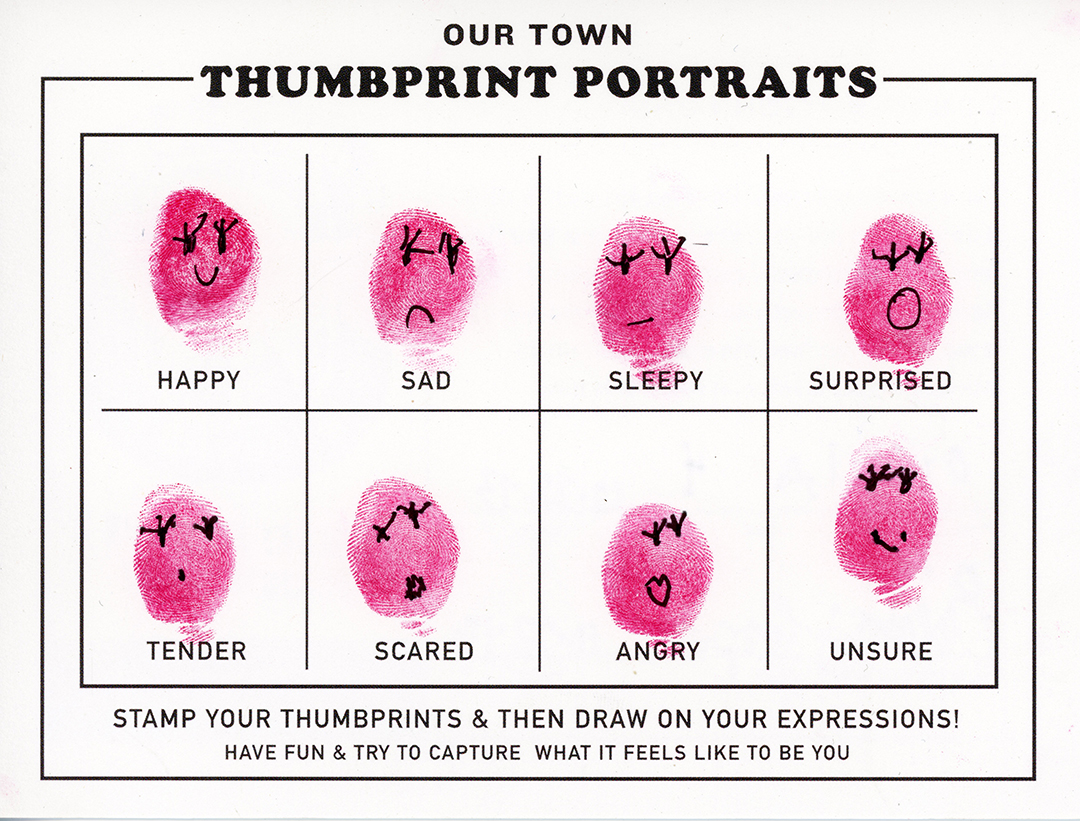 OUR TOWN
THUMBPRINT PORTRAITS
HAPPY
SAD
SLEEPY
SURPRISED
TENDER
SCARED
ANGRY
UNSURE
STAMP YOUR THUMBPRINTS & THEN DRAW ON YOUR EXPRESSIONS!
HAVE FUN & TRY TO CAPTURE WHAT IT FEELS LIKE TO BE YOU